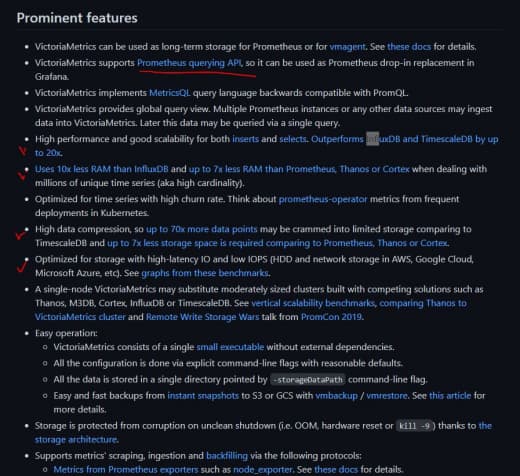 Prominent features
VictoriaMetrics can be used as long-term storage for Prometheus or for vmagent. See these docs for details.
VictoriaMetrics supports Prometheus querying API, so it can be used as Prometheus drop-in replacement in
Grafana.
VictoriaMetrics implements MetricsQL query language backwards compatible with PromQL.
VictoriaMetrics provides global query view. Multiple Prometheus instances or any other data sources may ingest
data into VictoriaMetrics. Later this data may be queried via a single query.
High performance and good scalability for both inserts and selects. Outperforms InfluxDB and TimescaleDB by up
to 20x.
Uses 10x less RAM than InfluxDB and up to 7x less RAM than Prometheus, Thanos or Cortex when dealing with
millions of unique time series (aka high cardinality).
Optimized for time series with high churn rate. Think about prometheus-operator metrics from frequent
deployments in Kubernetes.
High data compression, so up to 70x more data points may be crammed into limited storage comparing to
TimescaleDB and up to 7x less storage space is required comparing to Prometheus, Thanos or Cortex.
Optimized for storage with high-latency IO and low IOPS (HDD and network storage in AWS, Google Cloud,
Microsoft Azure, etc). See graphs from these benchmarks.
A single-node VictoriaMetrics may substitute moderately sized clusters built with competing solutions such as
Thanos, M3DB, Cortex, InfluxDB or TimescaleDB. See vertical scalability benchmarks, comparing Thanos to
VictoriaMetrics cluster and Remote Write Storage Wars talk from PromCon 2019.
Easy operation:
VictoriaMetrics consists of a single small executable without external dependencies.
All the configuration is done via explicit command-line flags with reasonable defaults.
All the data is stored in a single directory pointed by -storageDataPath command-line flag.
Easy and fast backups from instant snapshots to S3 or GCS with vmbackup / vmrestore. See this article for
more details.
Storage is protected from corruption on unclean shutdown (i.e. OOM, hardware reset or kill -9) thanks to the
storage architecture.
Supports metrics' scraping, ingestion and backfilling via the following protocols:
Metrics from Prometheus exporters such as node_exporter. See these docs for details.